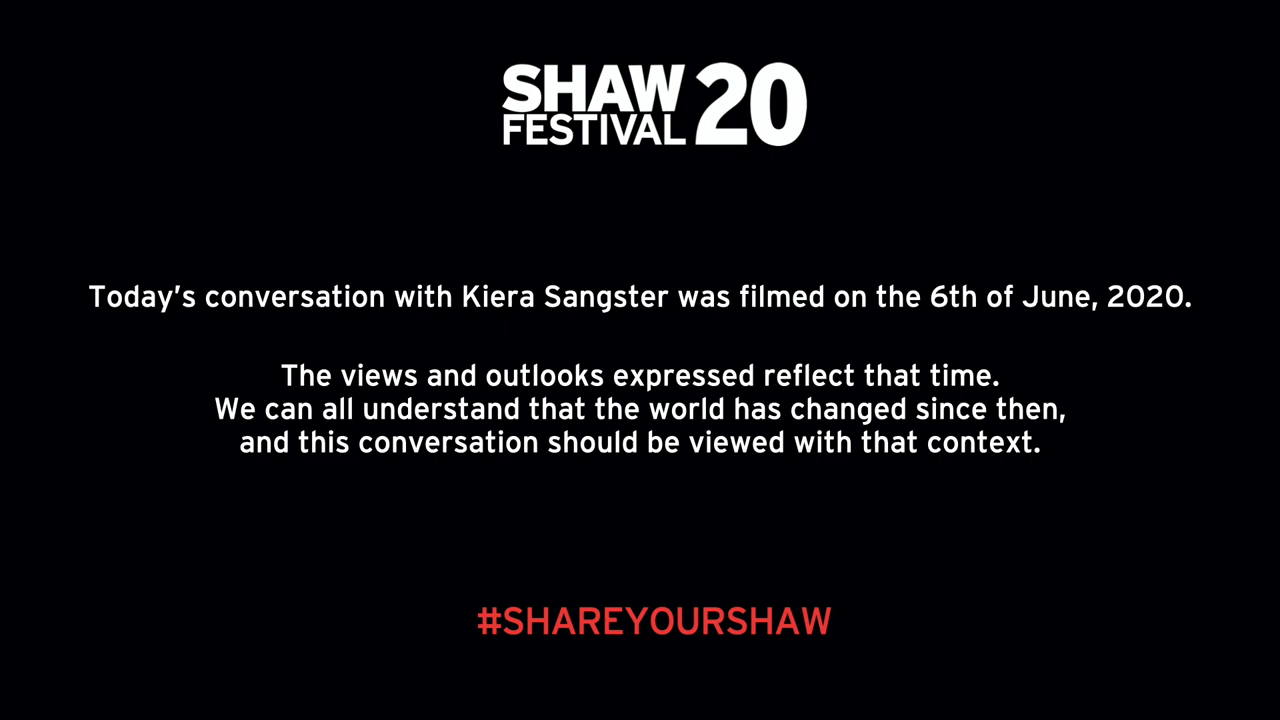 SHAW
FESTIVAL 20
Today's conversation with Kiera Sangster was filmed on the 6th of June, 2020.
The views and outlooks expressed reflect that time.
We can all understand that the world has changed since then,
and this conversation should be viewed with that context.
#SHAREYOURSHAW